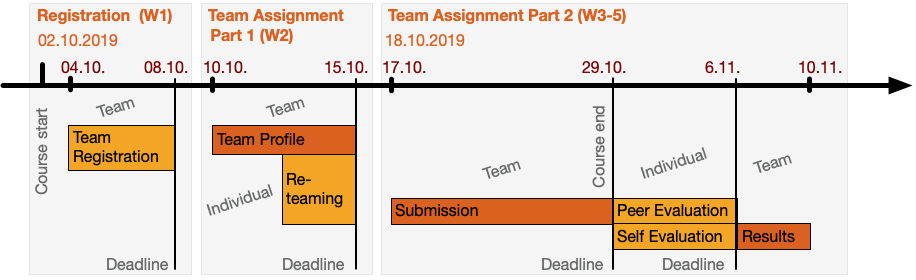 Registration (W1)
02.10.2019
04.10.
08.10.
Course start
Team
Team
Registration
Deadline
Team Assignment
Part 1 (W2)
10.10.
15.10.
Team
Team Profile
Individual
Re-
teaming
Deadline
Team Assignment Part 2 (W3-5)
18.10.2019
17.10.
29.10.
6.11.
10.11.
Team
Course end
Individual
Team
Submission
Peer Evaluation
Self Evaluation
Results
Deadline
Deadline